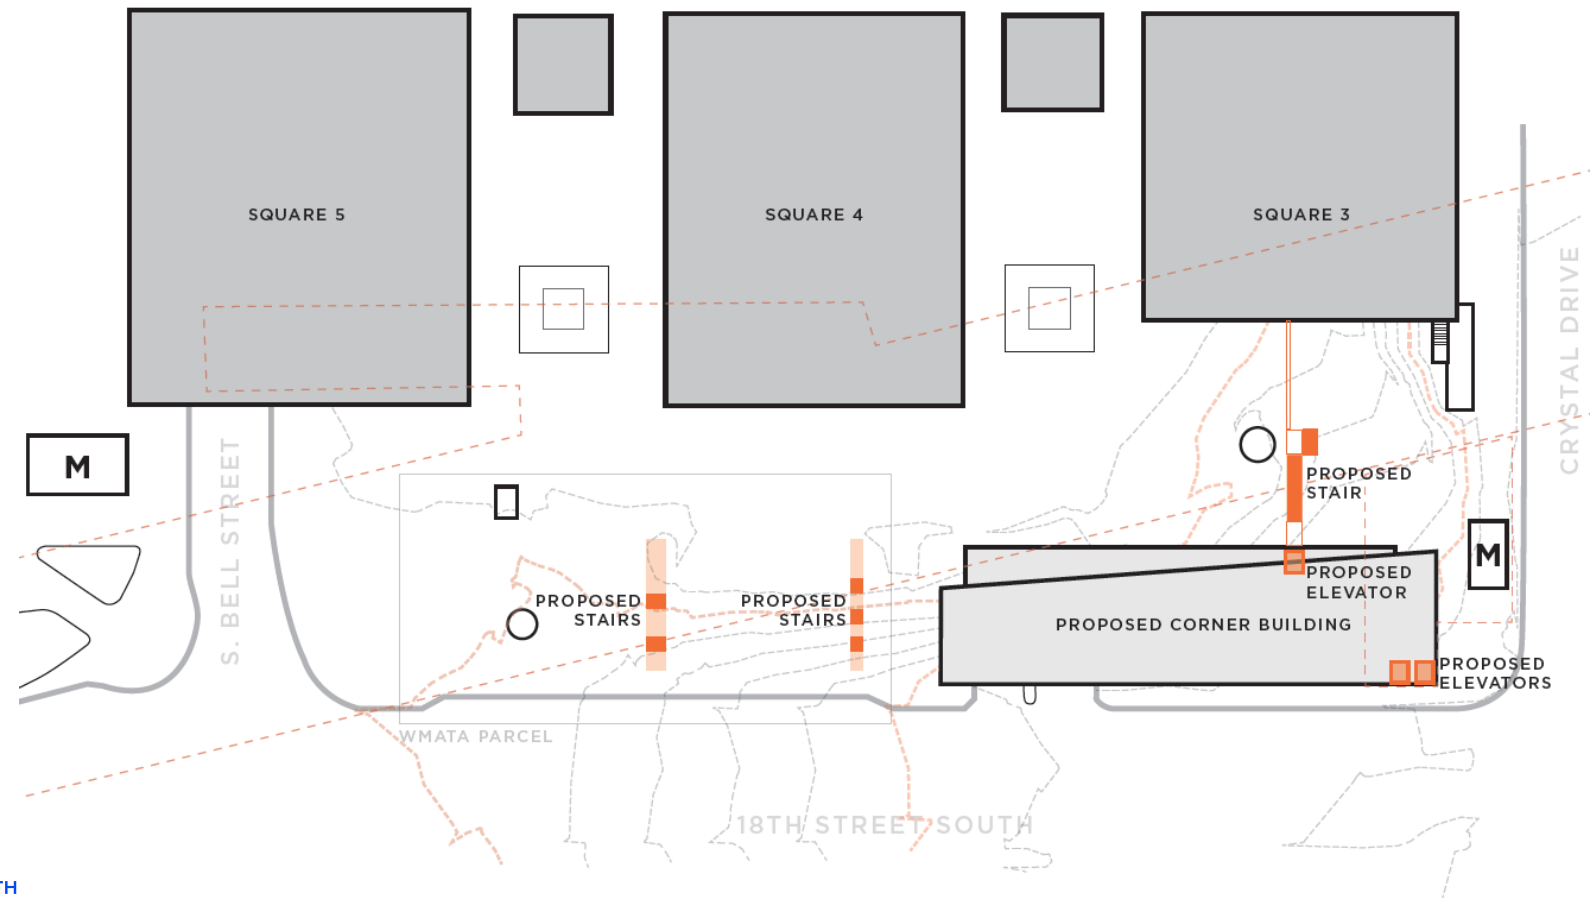 SQUARE 5
SQUARE 4
SQUARE 3
CRYSTAL DRIVE
M
S. BELL STREET
PROPOSED
STAIR
M
PROPOSED
ELEVATOR
PROPOSED
STAIRS
PROPOSED
STAIRS
PROPOSED CORNER BUILDING
PROPOSED
ELEVATORS
WMATA PARCEL
18TH STREET SOUTH
TH